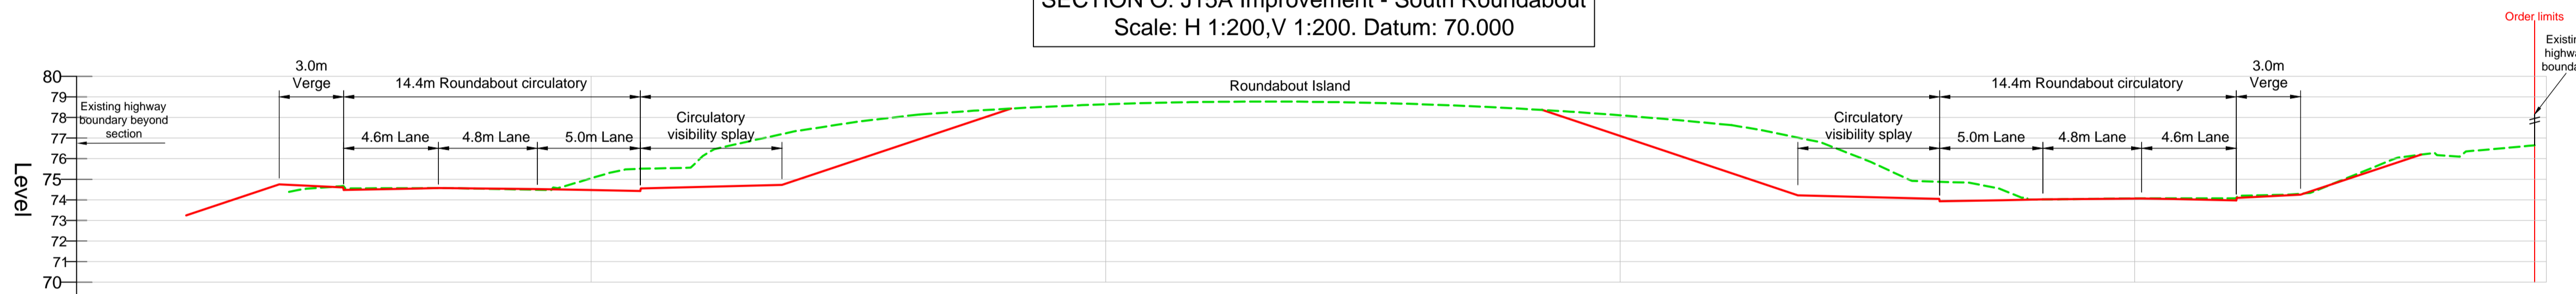 SECTION O: J15A Improvement - South Roundabout
Scale: H 1:200,V 1:200. Datum: 70.000
Order limits
3.0m
Verge
14.4m Roundabout circulatory
Roundabout Island
14.4m Roundabout circulatory
3.0m
Verge
Existing highway
boundary beyond
section
4.6m Lane
4.8m Lane
5.0m Lane
Circulatory
visibility splay
Circulatory
visibility splay
5.0m Lane
4.8m Lane
4.6m Lane
80
79
78
77
76
75
74
73
72
71
70
Level